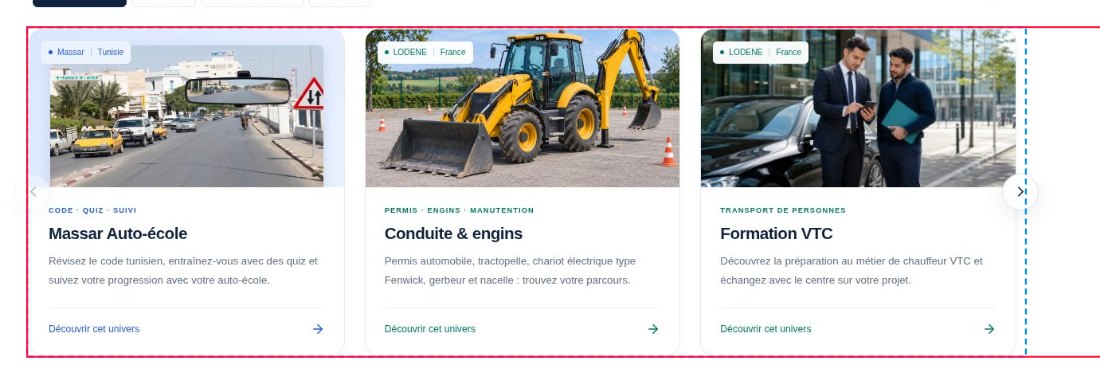 Massar | Tunisie
LODENE | France
LODENE | France
CODE · QUIZ · SUIVI
Massar Auto-école
Révisez le code tunisien, entraînez-vous avec des quiz et
suivez votre progression avec votre auto-école.
Découvrir cet univers
PERMIS · ENGINS · MANUTENTION
Conduite & engins
Permis automobile, tractopelle, chariot électrique type
Fenwick, gerbeur et nacelle : trouvez votre parcours.
Découvrir cet univers
TRANSPORT DE PERSONNES
Formation VTC
Découvrez la préparation au métier de chauffeur VTC et
échangez avec le centre sur votre projet.
Découvrir cet univers